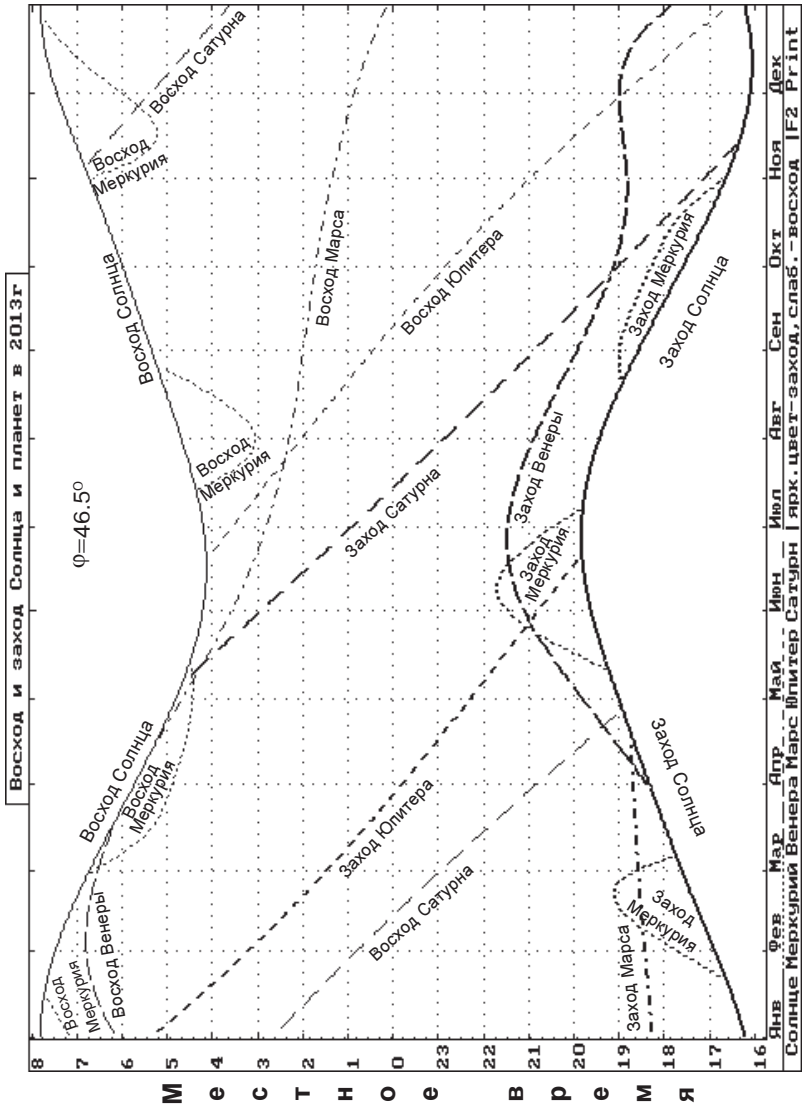 Восход и заход Солнца и планет в 2013г
φ=46.5°
Восход Солнца
Восход Солнца
Восход
Меркурия
Восход Венеры
Восход
Меркурия
Восход
Меркурия
Восход
Меркурия
Восход Сатурна
Восход Марса
Восход Юпитера
Заход Сатурна
Заход Юпитера
Восход Сатурна
Заход Венеры
Заход
Меркурия
Заход Меркурия
Заход Солнца
Заход Солнца
Заход Марса
Заход
Меркурия
8
7
6
5
4
3
2
1
0
23
22
21
20
19
18
17
16
Местное время
Янв Фев Мар Апр Май Июн Июл Авг Сен Окт Ноя Дек
Солнце Меркурий Венера Марс Юпитер Сатурн |ярк.цвет-заход,слаб.-восход |F2 Print